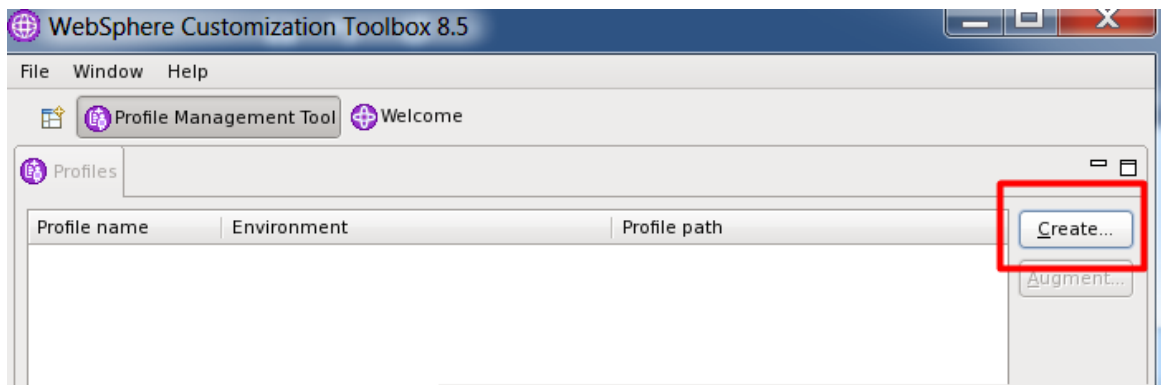 WebSphere Customization Toolbox 8.5
File Window Help
Profile Management Tool Welcome
Profiles
Profile name Environment Profile path Create...
Augment...